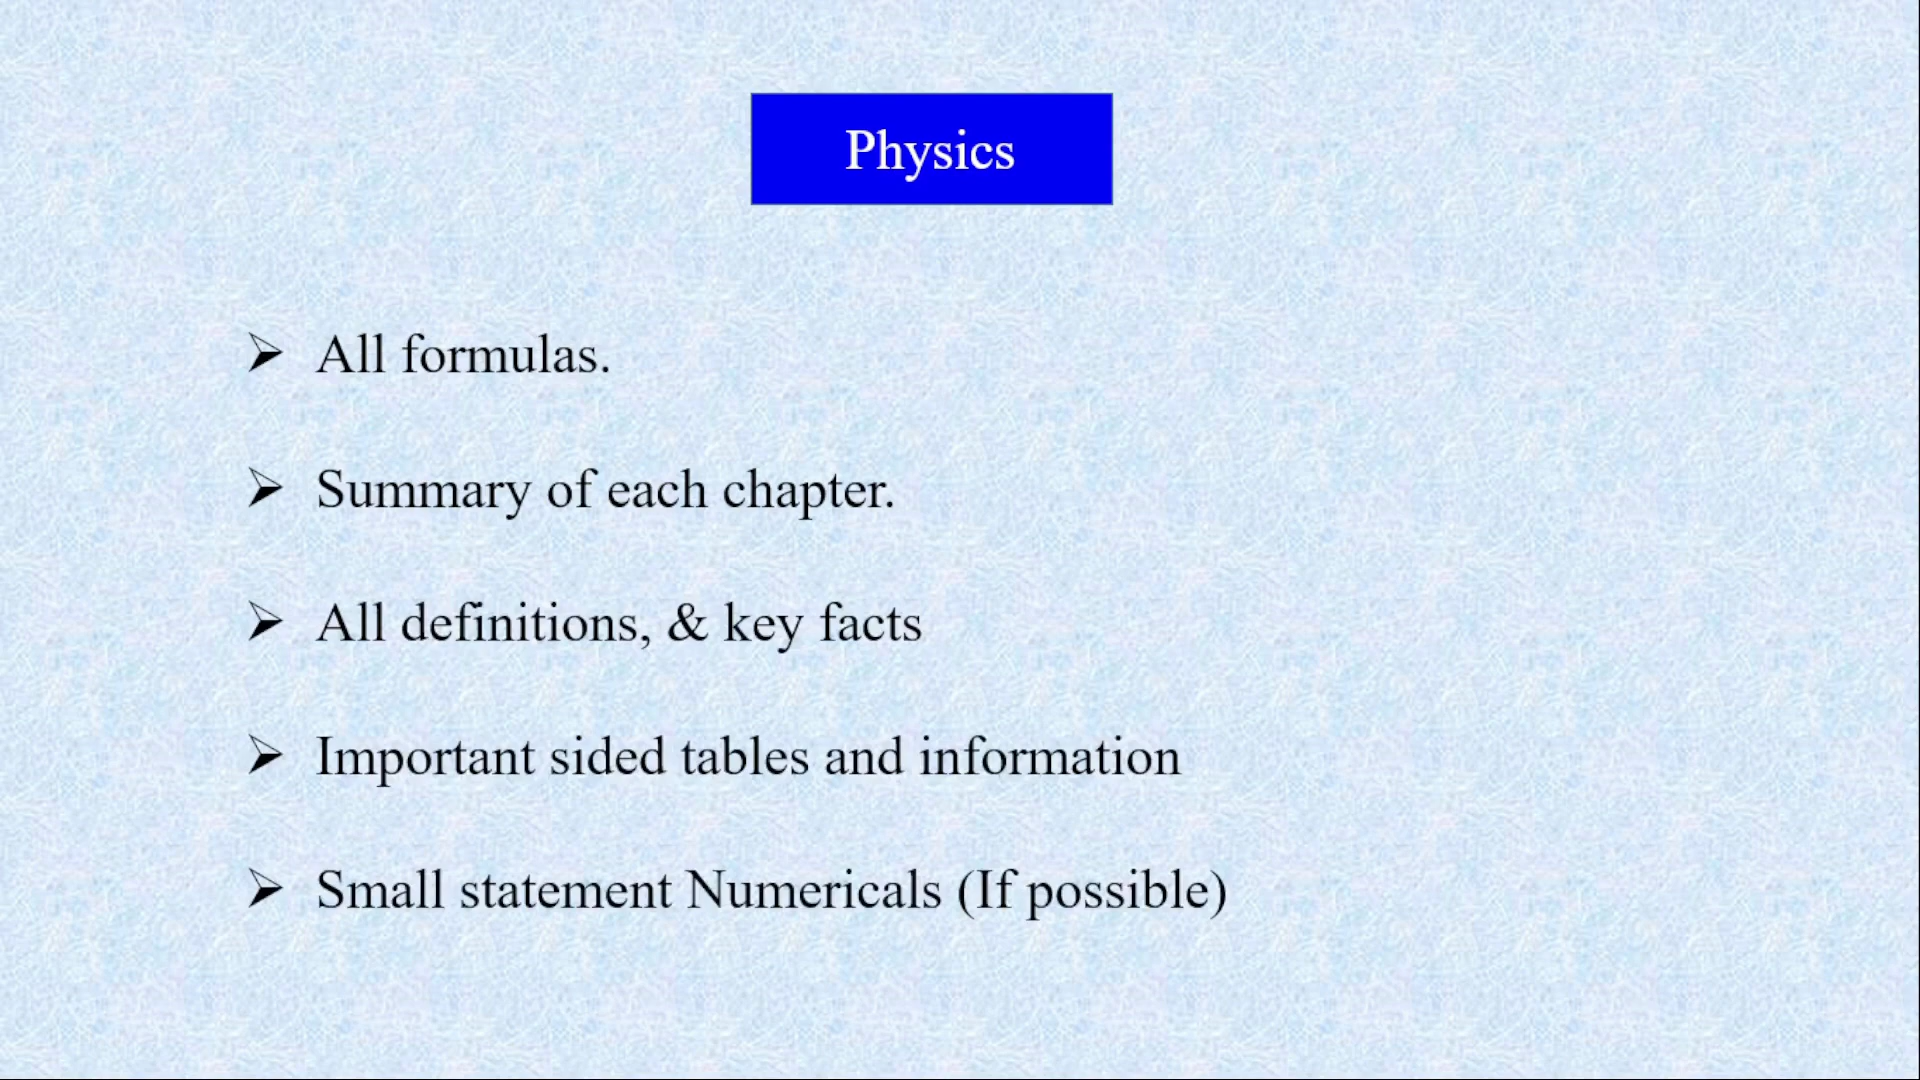 Physics
➢ All formulas.
➢ Summary of each chapter.
➢ All definitions, & key facts
➢ Important sided tables and information
➢ Small statement Numericals (If possible)